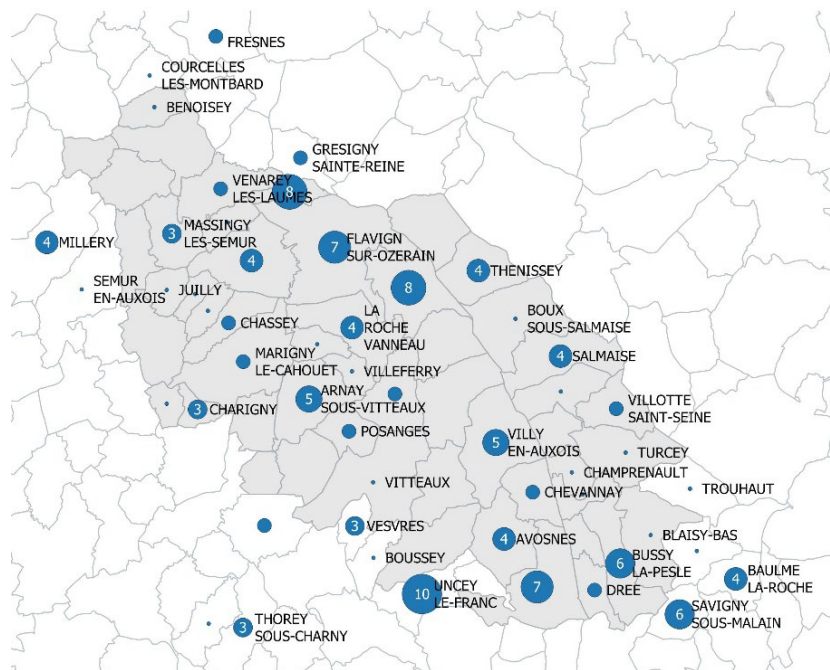 FRESNES
COURCELLES
LES-MONTBARD
BENOISEY
GRESIGNY
SAINTE-REINE
VENAREY
LES-LAUMES
8
3
MASSINGY
LES-SEMUR
4
MILLERY
4
7
FLAVIGN
SUR-OZERAIN
8
4
THENISSEY
SEMUR
EN-AUXOIS
JUILLY
CHASSEY
4
LA
ROCHE
VANNEAU
BOUX
SOUS-SALMAISE
4
SALMAISE
MARIGNY
LE-CAHOUET
VILLEFERRY
5
ARNAY
SOUS-VITTEAUX
3
CHARIGNY
VILLOTTE
SAINT-SEINE
POSANGES
5
VILLY
EN-AUXOIS
TURCEY
CHAMPRENAULT
VITTEAUX
CHEVANNAY
TROUHAUT
3
VESVRES
4
AVOSNES
BLAISY-BAS
BOUSSEY
6
BUSSY
LA-PESLE
4
BAULME
LA-ROCHE
10
UNCEY
LE-FRANC
7
DREE
6
SAVIGNY
SOUS-MALAIN
3
THOREY
SOUS-CHARNY